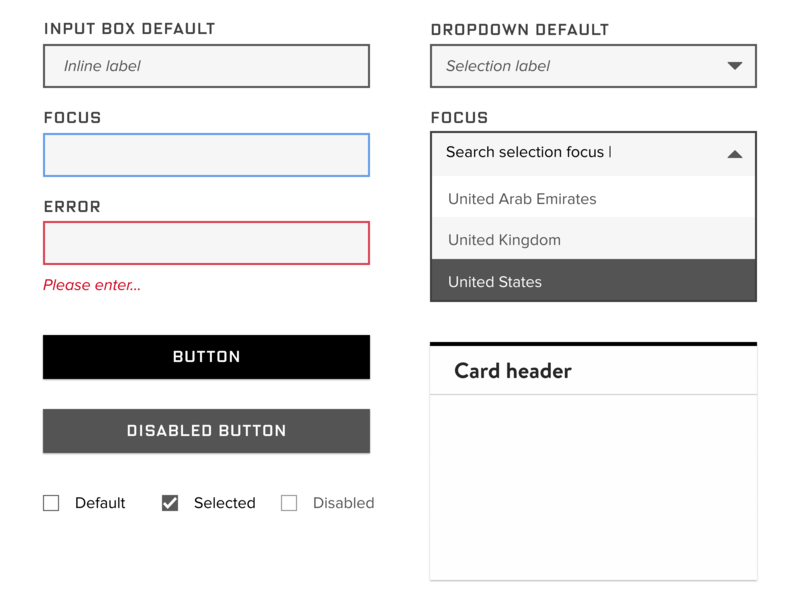 INPUT BOX DEFAULT
Inline label
FOCUS
ERROR
Please enter...
BUTTON
DISABLED BUTTON
Default
Selected
Disabled
DROPDOWN DEFAULT
Selection label
FOCUS
Search selection focus |
United Arab Emirates
United Kingdom
United States
Card header